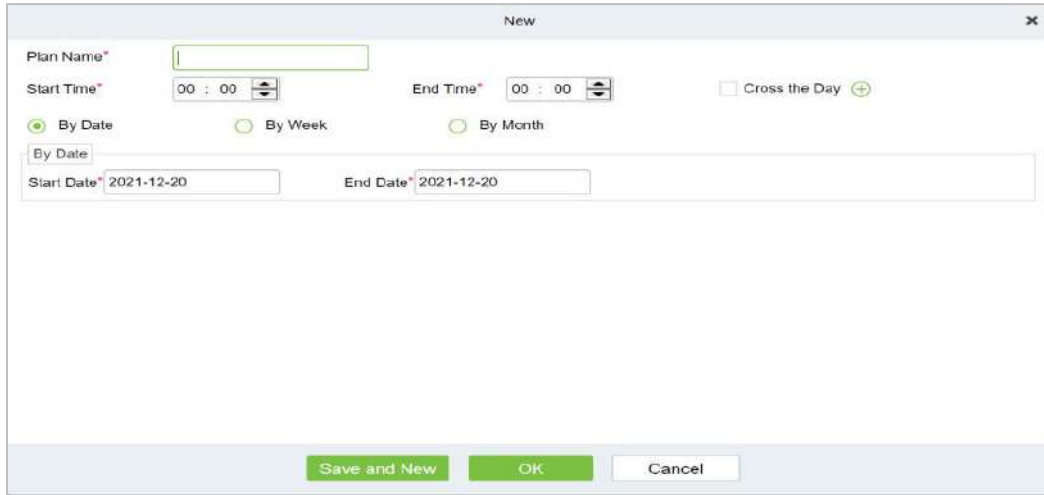 New
Plan Name*
Start Time* 00 : 00 End Time* 00 : 00 Cross the Day
By Date By Week By Month
By Date
Start Date* 2021-12-20 End Date* 2021-12-20
Save and New OK Cancel